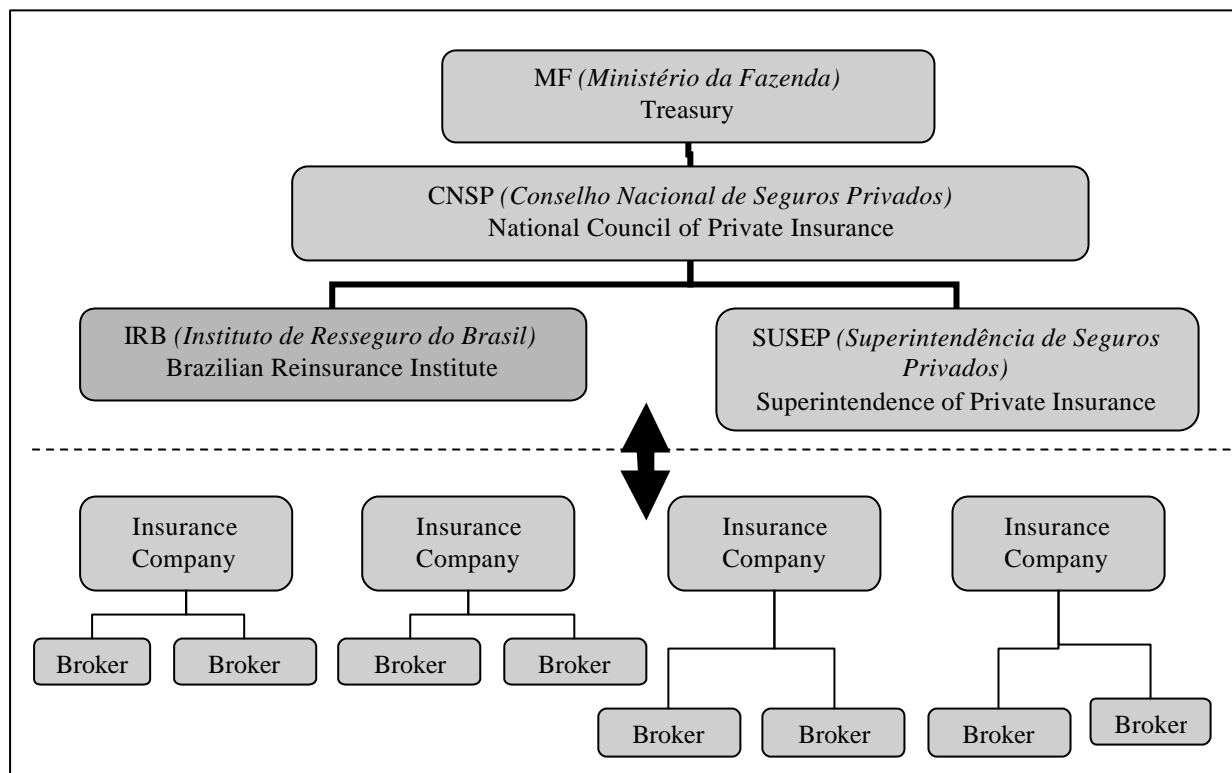 MF (Ministério da Fazenda)
Treasury
CNSP (Conselho Nacional de Seguros Privados)
National Council of Private Insurance
IRB (Instituto de Resseguro do Brasil)
Brazilian Reinsurance Institute
SUSEP (Superintendência de Seguros
Privados)
Superintendence of Private Insurance
Insurance
Company
Insurance
Company
Insurance
Company
Insurance
Company
Broker
Broker
Broker
Broker
Broker
Broker
Broker
Broker